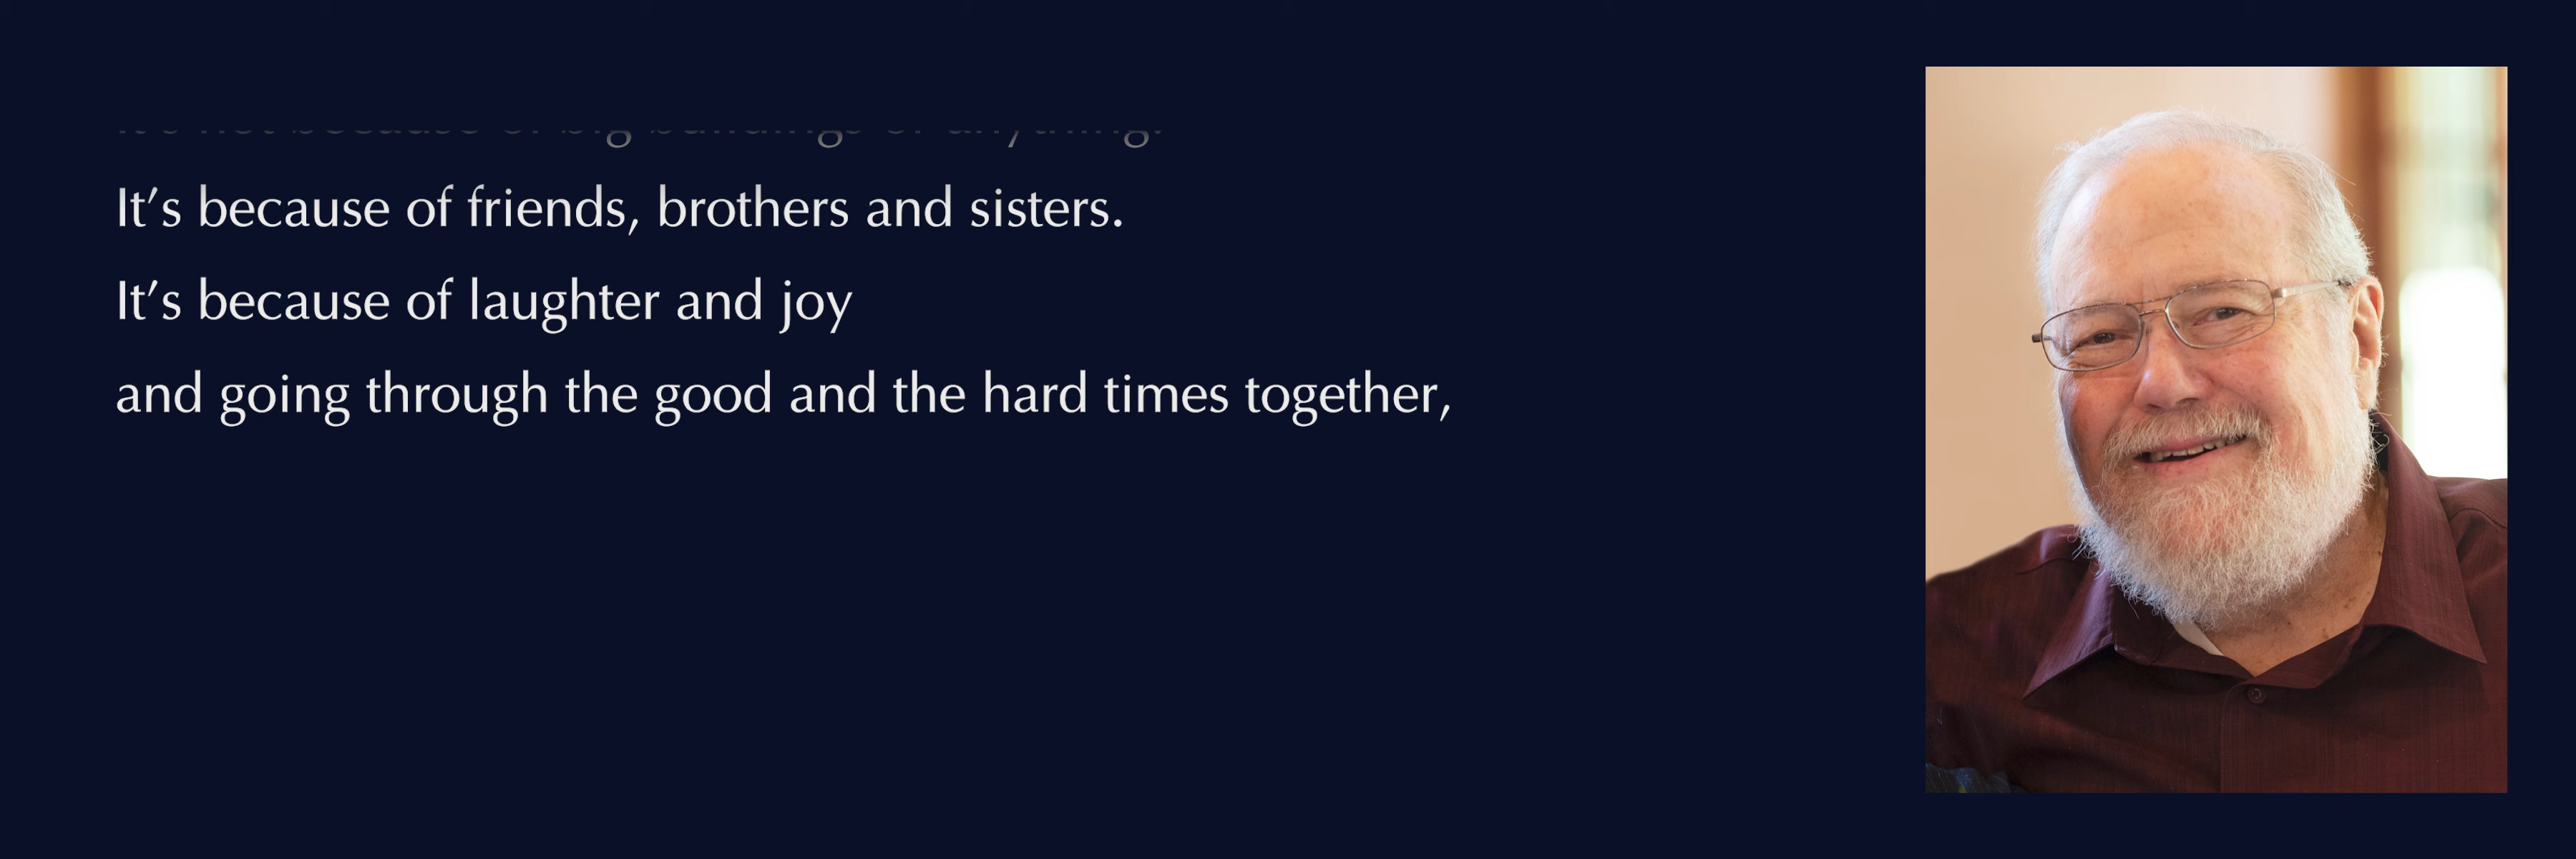 It's because of friends, brothers and sisters.
It's because of laughter and joy
and going through the good and the hard times together,